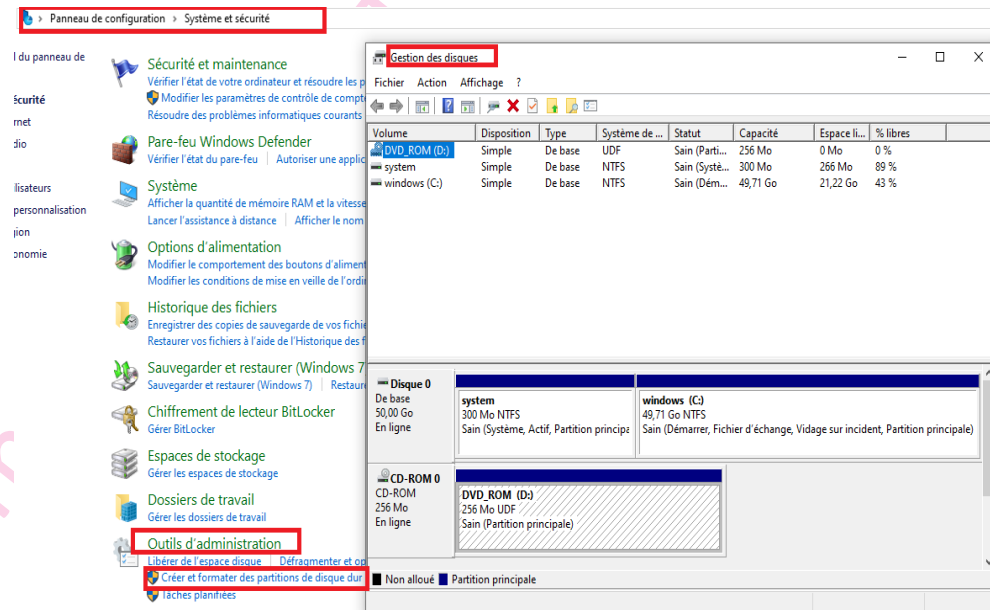 Panneau de configuration > Système et sécurité
l du panneau de
écurité
rnet
dio
lisateurs
personnalisation
gion
onomie
Sécurité et maintenance
Vérifier l'état de votre ordinateur et résoudre les p
Modifier les paramètres de contrôle de compt
Résoudre des problèmes informatiques courants
Pare-feu Windows Defender
Vérifier l'état du pare-feu | Autoriser une applic
Système
Afficher la quantité de mémoire RAM et la vitesse
Lancer l'assistance à distance | Afficher le nom
Options d'alimentation
Modifier le comportement des boutons d'aliment
Modifier les conditions de mise en veille de l'ordi
Historique des fichiers
Enregistrer des copies de sauvegarde de vos fichie
Restaurer vos fichiers à l'aide de l'Historique des f
Sauvegarder et restaurer (Windows 7
Sauvegarder et restaurer (Windows 7) | Restaur
Chiffrement de lecteur BitLocker
Gérer BitLocker
Espaces de stockage
Gérer les espaces de stockage
Dossiers de travail
Gérer les dossiers de travail
Outils d'administration
Libérer de l'espace disque | Défragmenter et op
Créer et formater des partitions de disque dur
Tâches planifiées
Gestion des disques
Fichier Action Affichage ?
Volume Disposition Type Système de ... Statut Capacité Espace li... % libres
DVD_ROM (D:) Simple De base UDF Sain (Parti... 256 Mo 0 Mo 0 %
system Simple De base NTFS Sain (Systè... 300 Mo 266 Mo 89 %
windows (C:) Simple De base NTFS Sain (Dém... 49,71 Go 21,22 Go 43 %
Disque 0
De base
50,00 Go
En ligne
system
300 Mo NTFS
Sain (Système, Actif, Partition principa
windows (C:)
49,71 Go NTFS
Sain (Démarrer, Fichier d'échange, Vidage sur incident, Partition principale)
CD-ROM 0
CD-ROM
256 Mo
En ligne
DVD_ROM (D:)
256 Mo UDF
Sain (Partition principale)
Non alloué Partition principale